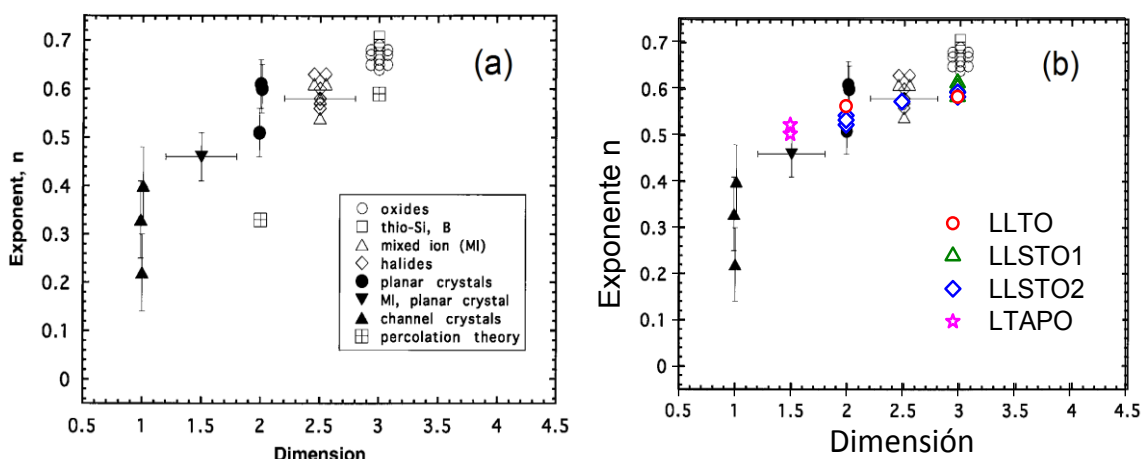 (a)
Exponent, n
0.7
0.6
0.5
0.4
0.3
0.2
0.1
0
oxides
thio-Si, B
mixed ion (MI)
halides
planar crystals
MI, planar crystal
channel crystals
percolation theory
0.5 1 1.5 2 2.5 3 3.5 4 4.5
Dimension
(b)
Exponente n
0.7
0.6
0.5
0.4
0.3
0.2
0.1
0
LLTO
LLSTO1
LLSTO2
LTAPO
0.5 1 1.5 2 2.5 3 3.5 4 4.5
Dimensión